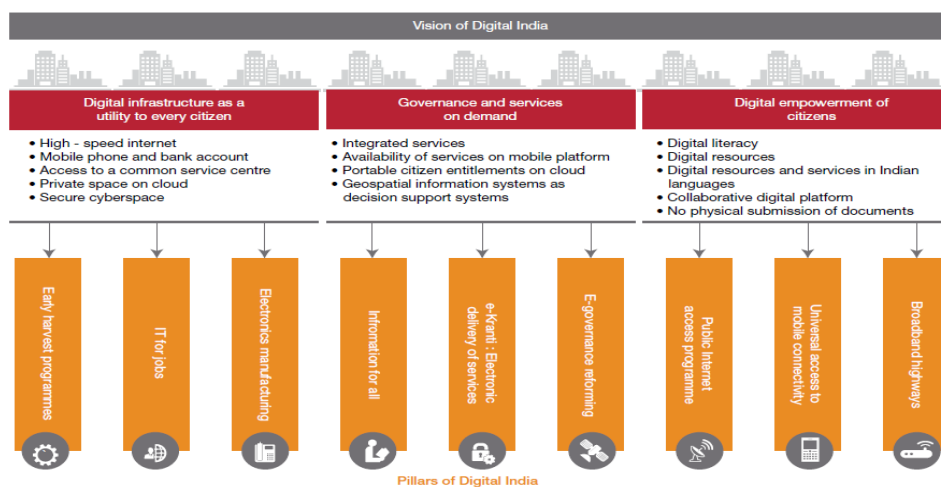 Vision of Digital India
Digital infrastructure as a
utility to every citizen
• High - speed internet
• Mobile phone and bank account
• Access to a common service centre
• Private space on cloud
• Secure cyberspace
Governance and services
on demand
• Integrated services
• Availability of services on mobile platform
• Portable citizen entitlements on cloud
• Geospatial information systems as
decision support systems
Digital empowerment of
citizens
• Digital literacy
• Digital resources
• Digital resources and services in Indian
languages
• Collaborative digital platform
• No physical submission of documents
Early harvest programmes
IT for jobs
Electronics manufacturing
Infromation for all
e-Kranti : Electronic
delivery of services
E-governance reforming
Public Internet
access programme
Universal access to
mobile connectivity
Broadband highways
Pillars of Digital India